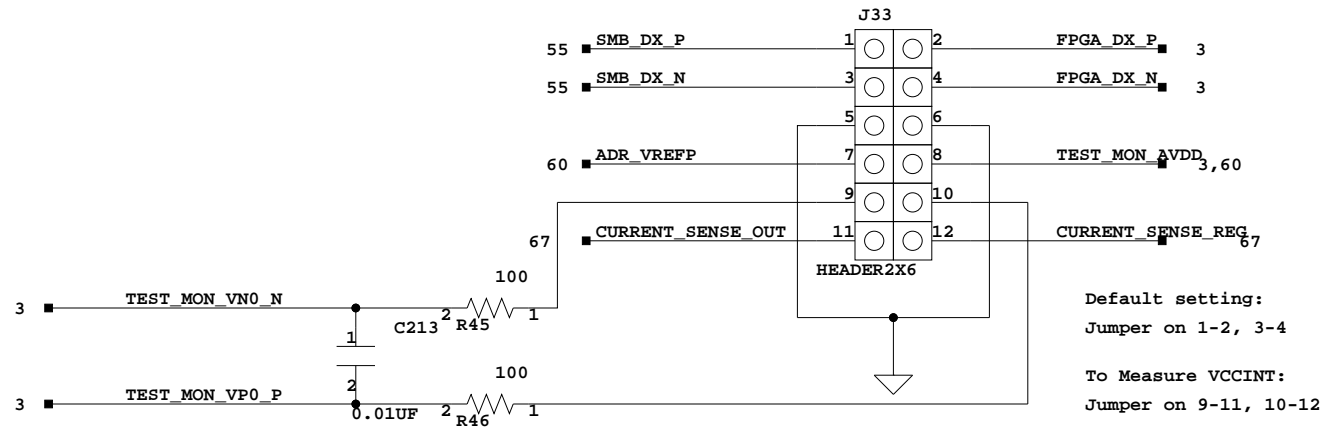 J33
55 SMB_DX_P 1 2 FPGA_DX_P 3
55 SMB_DX_N 3 4 FPGA_DX_N 3
5 6
60 ADR_VREFP 7 8 TEST_MON_AVDD 3,60
9 10
67 CURRENT_SENSE_OUT 11 12 CURRENT_SENSE_REG 67
HEADER2X6
100
3 TEST_MON_VN0_N C213 2 R45 1
1
2
100
3 TEST_MON_VP0_P 0.01UF 2 R46 1
Default setting:
Jumper on 1-2, 3-4
To Measure VCCINT:
Jumper on 9-11, 10-12